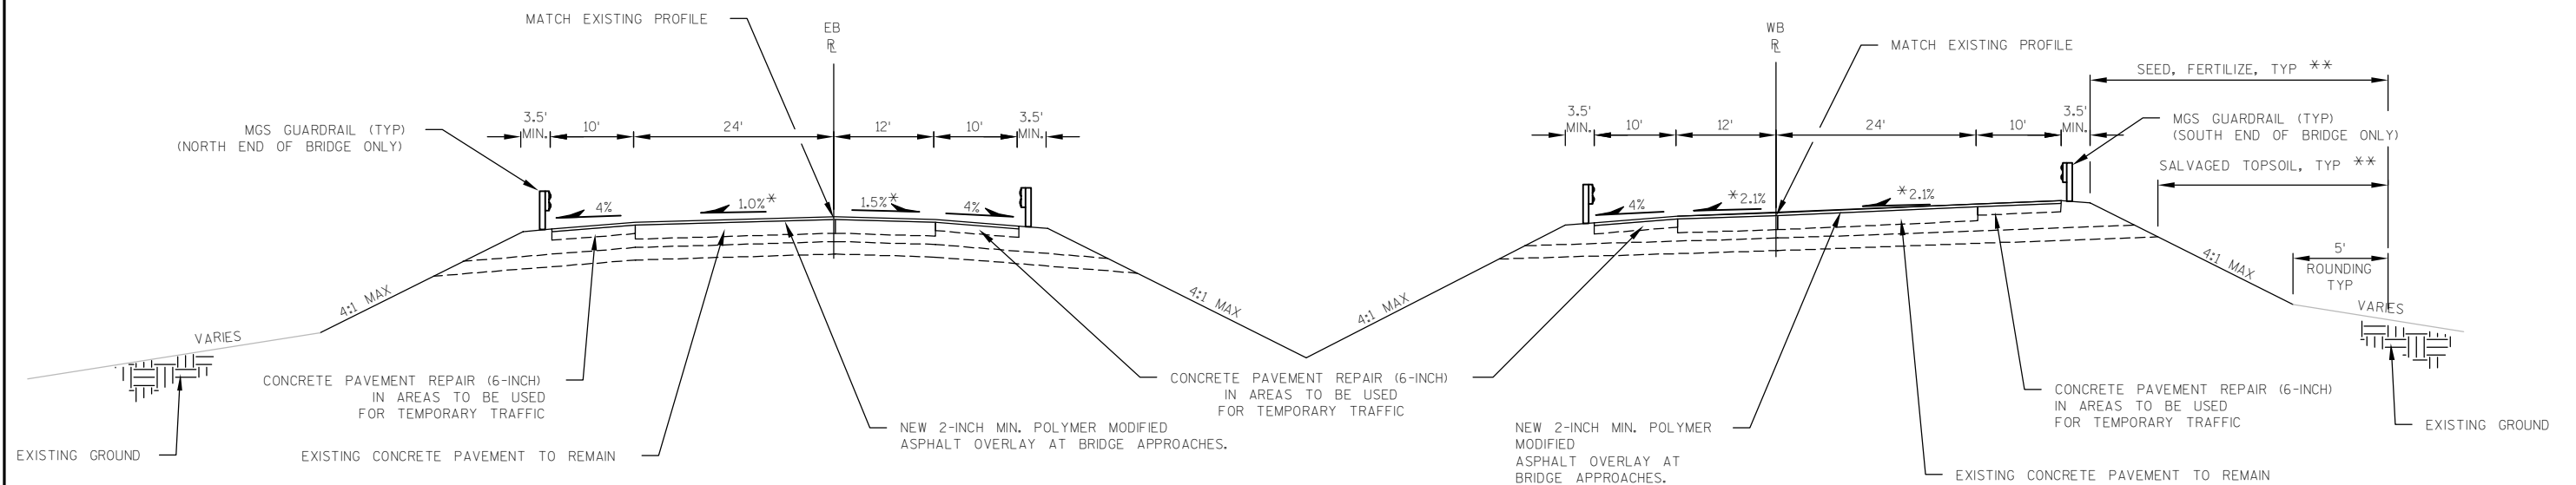 MATCH EXISTING PROFILE
EB
R̲L
MGS GUARDRAIL (TYP)
(NORTH END OF BRIDGE ONLY)
3.5'
MIN.
10'
24'
12'
10'
3.5'
MIN.
4%
1.0%*
1.5%*
4%
4:1 MAX
4:1 MAX
VARIES
CONCRETE PAVEMENT REPAIR (6-INCH)
IN AREAS TO BE USED
FOR TEMPORARY TRAFFIC
EXISTING GROUND
EXISTING CONCRETE PAVEMENT TO REMAIN
NEW 2-INCH MIN. POLYMER MODIFIED
ASPHALT OVERLAY AT BRIDGE APPROACHES.
CONCRETE PAVEMENT REPAIR (6-INCH)
IN AREAS TO BE USED
FOR TEMPORARY TRAFFIC
WB
R̲L
MATCH EXISTING PROFILE
SEED, FERTILIZE, TYP **
3.5'
MIN.
10'
12'
24'
10'
3.5'
MIN.
MGS GUARDRAIL (TYP)
(SOUTH END OF BRIDGE ONLY)
SALVAGED TOPSOIL, TYP **
4%
*2.1%
*2.1%
4:1 MAX
4:1 MAX
5'
ROUNDING
TYP
VARIES
NEW 2-INCH MIN. POLYMER
MODIFIED
ASPHALT OVERLAY AT
BRIDGE APPROACHES.
CONCRETE PAVEMENT REPAIR (6-INCH)
IN AREAS TO BE USED
FOR TEMPORARY TRAFFIC
EXISTING CONCRETE PAVEMENT TO REMAIN
EXISTING GROUND